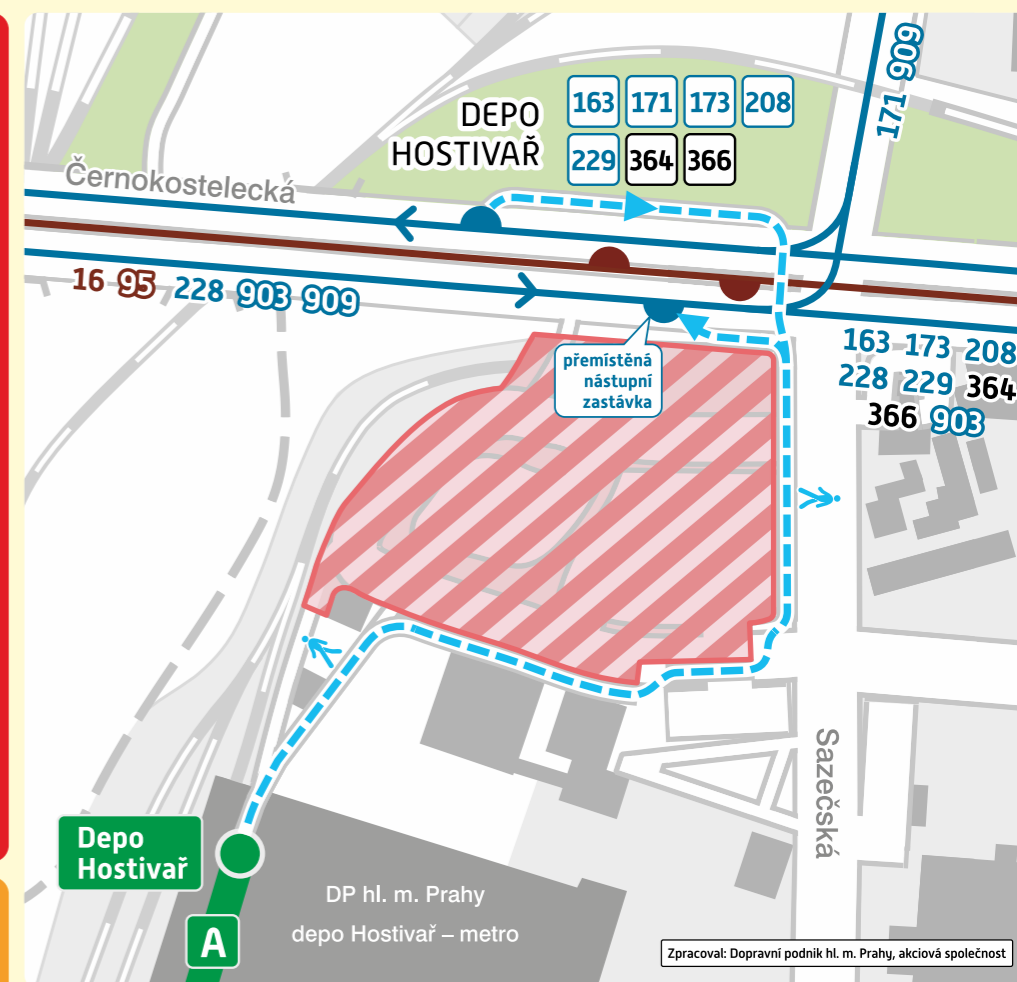 171 909
DEPO
HOSTIVAŘ
163 171 173 208
229 364 366
Černokostelecká
16 95 228 903 909
přemístěná
nástupní
zastávka
163 173 208
228 229 364
366 903
Sazečská
Depo
Hostivař
A
DP hl. m. Prahy
depo Hostivař – metro
Zpracoval: Dopravní podnik hl. m. Prahy, akciová společnost